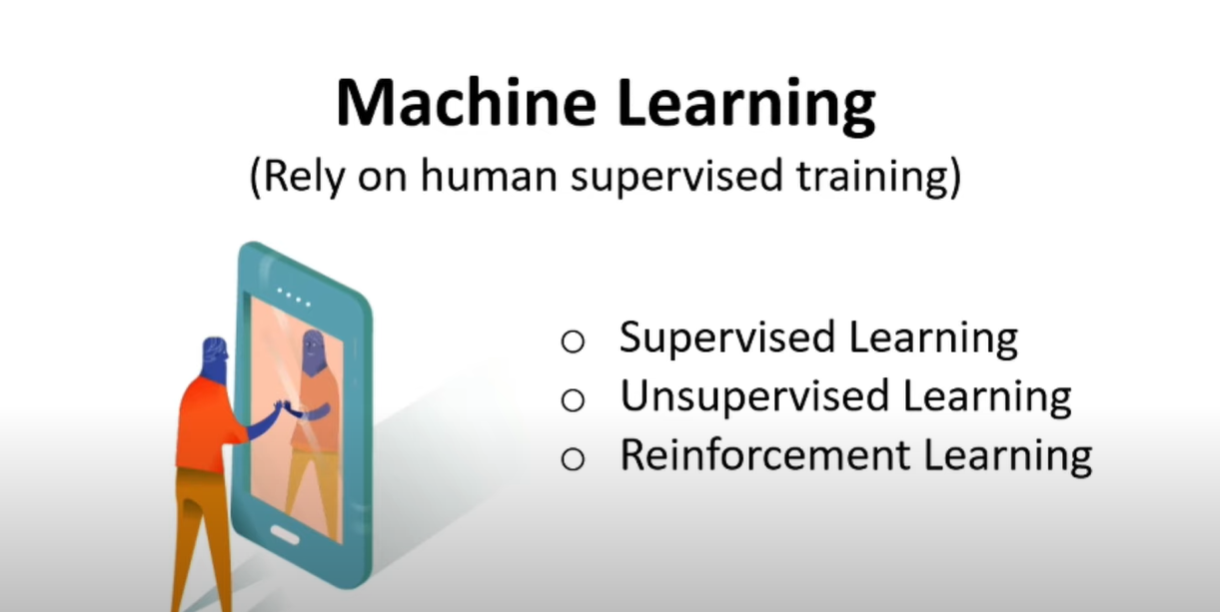 Machine Learning
(Rely on human supervised training)
Supervised Learning
Unsupervised Learning
Reinforcement Learning